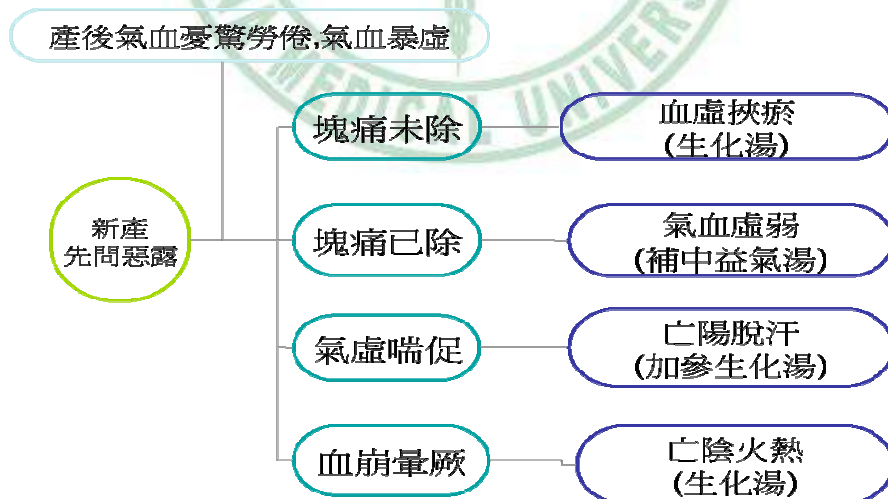 產後氣血憂驚勞倦,氣血暴虛
MEDICAL UNIVER
新產
先問惡露
塊痛未除
血虛挾瘀
(生化湯)
塊痛已除
氣血虛弱
(補中益氣湯)
氣虛喘促
亡陽脫汗
(加參生化湯)
血崩暈厥
亡陰火熱
(生化湯)